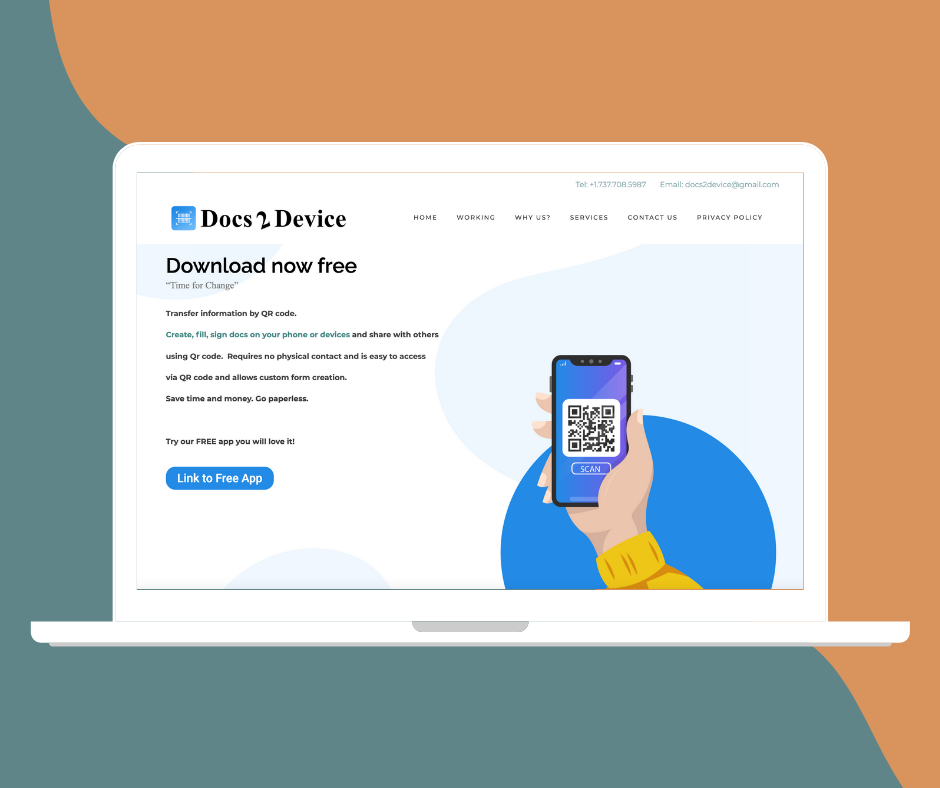 Tel: +1.737.708.5987 Email: docs2device@gmail.com
Docs 2 Device
HOME WORKING WHY US? SERVICES CONTACT US PRIVACY POLICY
Download now free
“Time for Change”
Transfer information by QR code.
Create, fill, sign docs on your phone or devices and share with others
using Qr code. Requires no physical contact and is easy to access
via QR code and allows custom form creation.
Save time and money. Go paperless.
Try our FREE app you will love it!
Link to Free App
SCAN